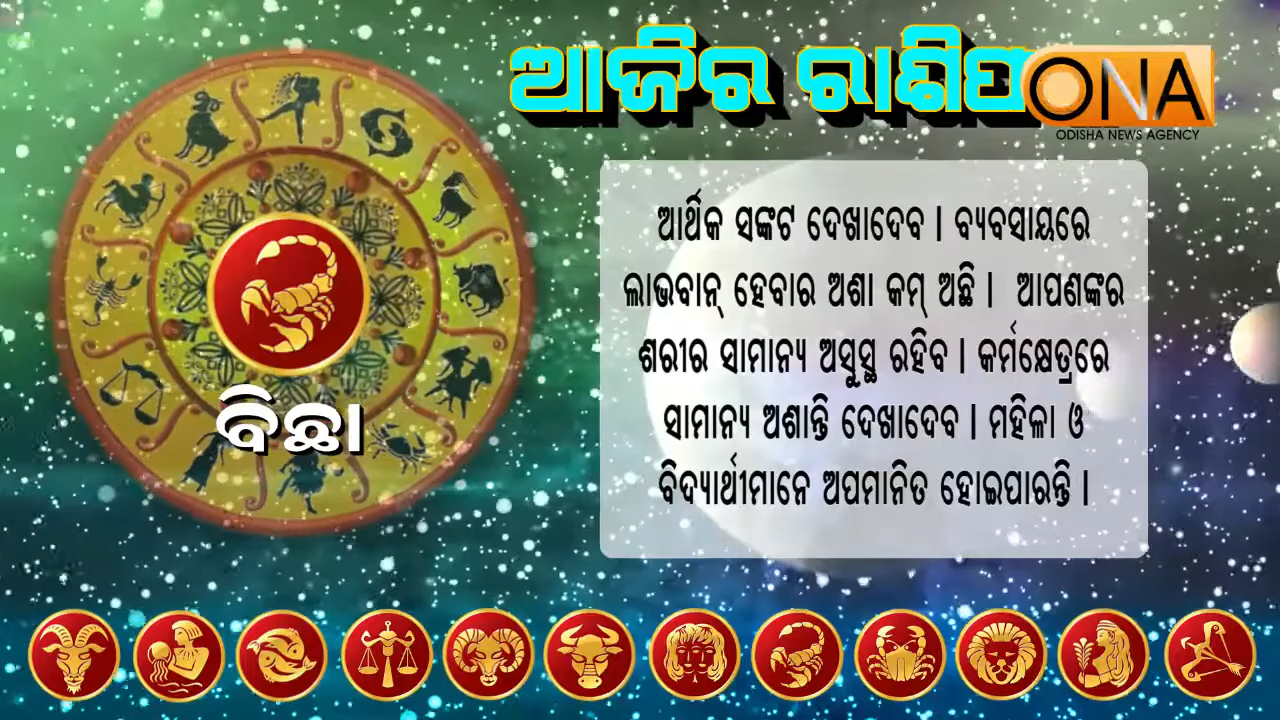 ଆଜିର
ONA
ODISHA NEWS AGENCY
ଆର୍ଥିକ ସଙ୍କଟ ଦେଖାଦେବ | ବ୍ୟବସାୟରେ
ଲାଭବାନ୍ ହେବାର ଅଶା କମ୍ ଅଛି | ଆପଣଙ୍କର
ଶରୀର ସାମାନ୍ୟ ଅସୁସ୍ଥ ରହିବ | କର୍ମକ୍ଷେତ୍ରରେ
ସାମାନ୍ୟ ଅଶାନ୍ତି ଦେଖାଦେବ | ମହିଳା ଓ
ବିଦ୍ୟାର୍ଥୀମାନେ ଅପମାନିତ ହୋଇପାରନ୍ତି |
ବିଛା